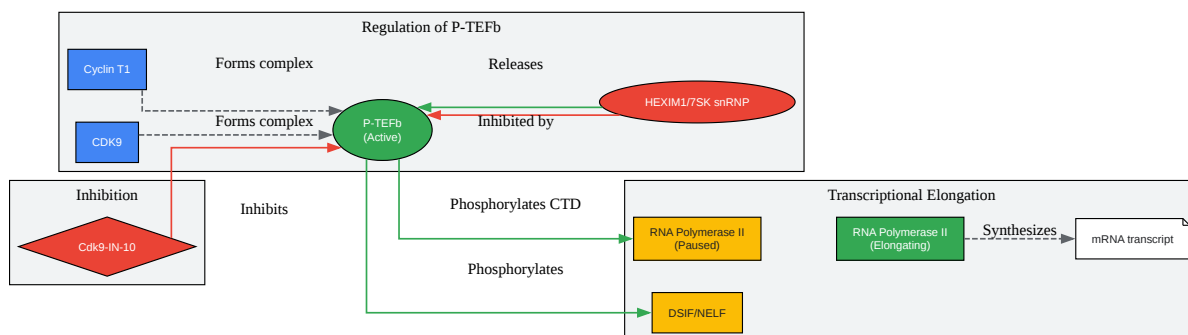 Regulation of P-TEFb
Cyclin T1
Forms complex
Releases
HEXIM1/7SK snRNP
CDK9
Forms complex
P-TEFb
(Active)
Inhibited by
Inhibition
Cdk9-IN-10
Inhibits
Transcriptional Elongation
Phosphorylates CTD
RNA Polymerase II
(Paused)
RNA Polymerase II
(Elongating)
Synthesizes
mRNA transcript
Phosphorylates
DSIF/NELF